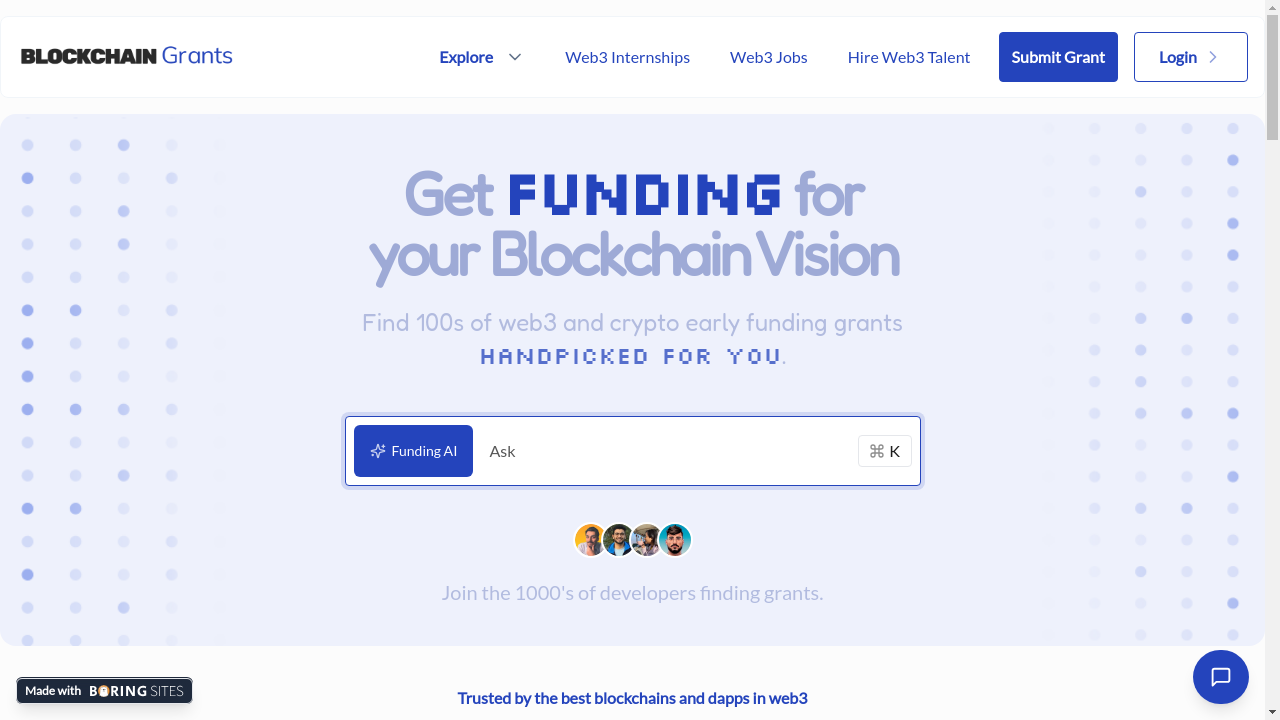 BLOCKCHAIN Grants
Explore
Web3 Internships
Web3 Jobs
Hire Web3 Talent
Submit Grant
Login
Get FUNDING for
your Blockchain Vision
Find 100s of web3 and crypto early funding grants
HANDPICKED FOR YOU.
Funding AI
Ask
⌘ K
Join the 1000's of developers finding grants.
Made with BORING SITES
Trusted by the best blockchains and dapps in web3